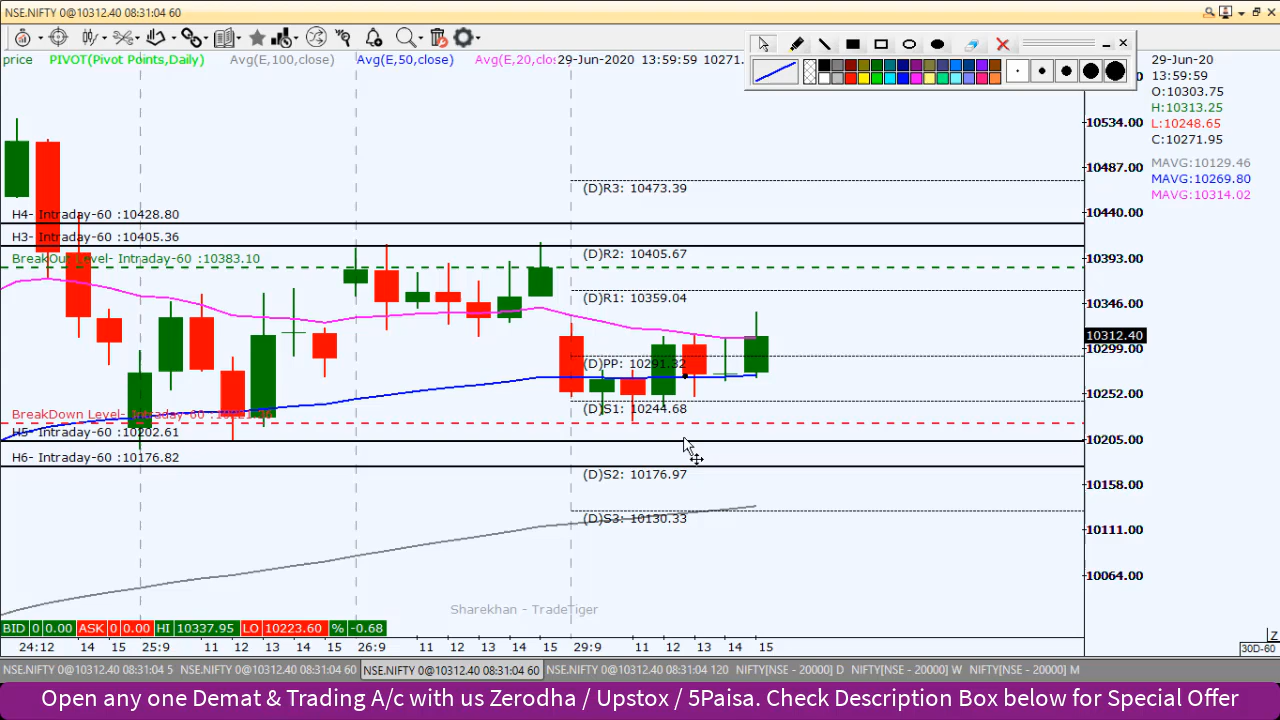 NSE.NIFTY 0@10312.40 08:31:04 60
price PIVOT(Pivot Points,Daily) Avg(E,100,close) Avg(E,50,close) Avg(E,20,clos 29-Jun-2020 13:59:59 10271.
29-Jun-20
13:59:59
O:10303.75
H:10313.25
L:10248.65
C:10271.95
MAVG:10129.46
MAVG:10269.80
MAVG:10314.02
10534.00
10487.00
10440.00
10393.00
10346.00
10312.40
10299.00
10252.00
10205.00
10158.00
10111.00
10064.00
(D)R3: 10473.39
H4- Intraday-60 :10428.80
H3- Intraday-60 :10405.36
(D)R2: 10405.67
BreakOut Level- Intraday-60 :10383.10
(D)R1: 10359.04
(D)PP: 10291.32
(D)S1: 10244.68
BreakDown Level- Intraday-60
H5- Intraday-60 :10202.61
H6- Intraday-60 :10176.82
(D)S2: 10176.97
(D)S3: 10130.33
Sharekhan - TradeTiger
BID 0 0.00 ASK 0 0.00 HI 10337.95 LO 10223.60 % -0.68
24:12 14 15 25:9 11 12 13 14 15 26:9 11 12 13 14 15 29:9 11 12 13 14 15
Z
30D-60
NSE.NIFTY 0@10312.40 08:31:04 5 NSE.NIFTY 0@10312.40 08:31:04 60 NSE.NIFTY 0@10312.40 08:31:04 60 NSE.NIFTY 0@10312.40 08:31:04 120 NIFTY[NSE - 20000] D NIFTY[NSE - 20000] W NIFTY[NSE - 20000] M
Open any one Demat & Trading A/c with us Zerodha / Upstox / 5Paisa. Check Description Box below for Special Offer